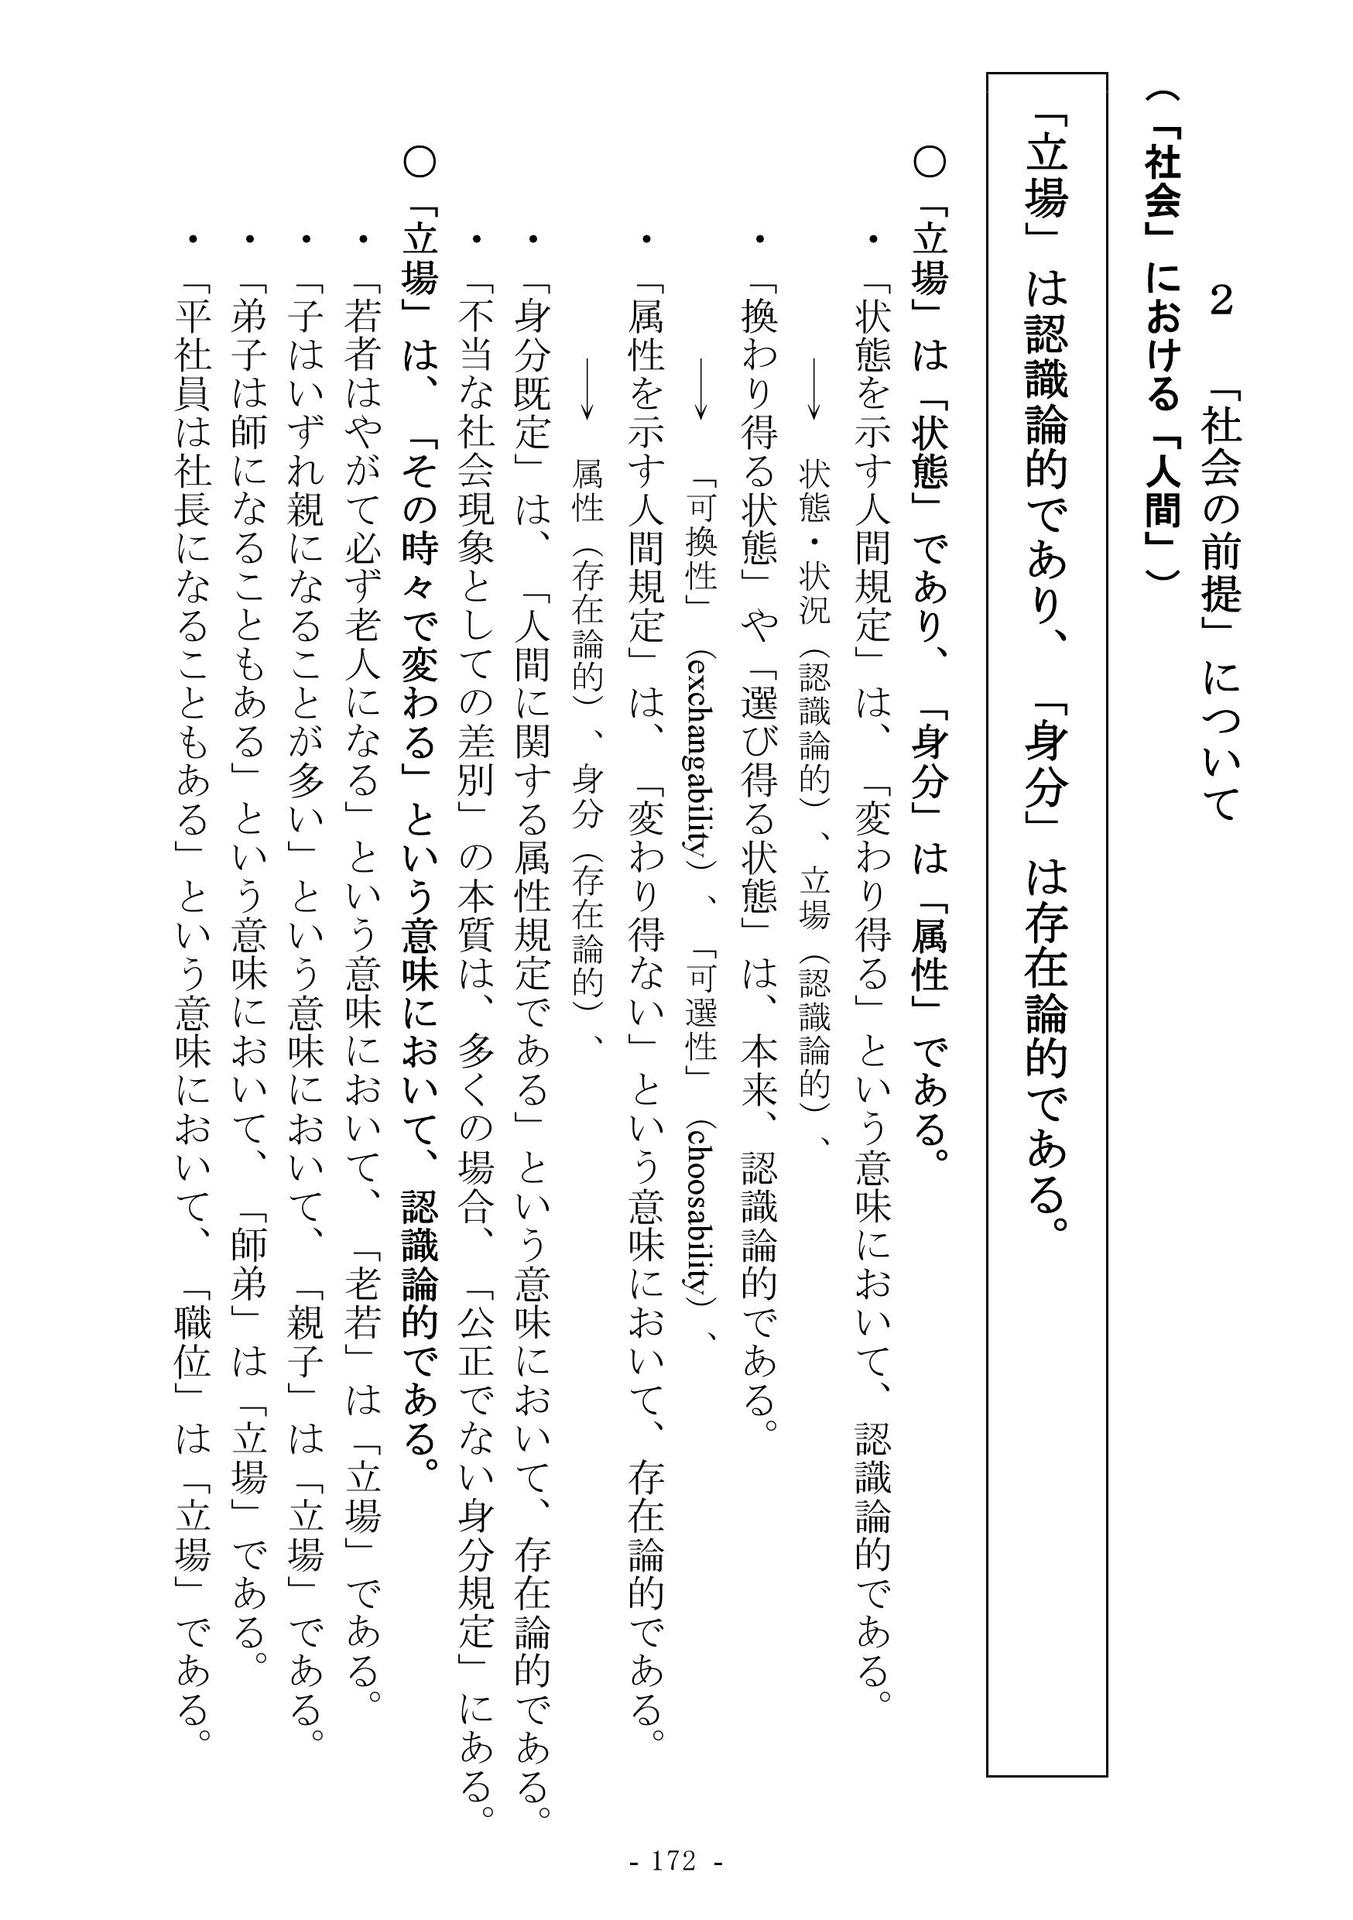 ２　「社会の前提」について
（「社会」における「人間」）
「立場」は認識論的であり、「身分」は存在論的である。
○「立場」は「状態」であり、「身分」は「属性」である。
・「状態を示す人間規定」は、「変わり得る」という意味において、認識論的である。
→　状態・状況（認識論的）、立場（認識論的）、
・「換わり得る状態」や「選び得る状態」は、本来、認識論的である。
→　「可換性」（exchangability）、「可選性」（choosability）、
・「属性を示す人間規定」は、「変わり得ない」という意味において、存在論的である。
→　属性（存在論的）、身分（存在論的）、
・「身分既定」は、「人間に関する属性規定である」という意味において、存在論的である。
・「不当な社会現象としての差別」の本質は、多くの場合、「公正でない身分規定」にある。
○「立場」は、「その時々で変わる」という意味において、認識論的である。
・「若者はやがて必ず老人になる」という意味において、「老若」は「立場」である。
・「子はいずれ親になることが多い」という意味において、「親子」は「立場」である。
・「弟子は師になることもある」という意味において、「師弟」は「立場」である。
・「平社員は社長になることもある」という意味において、「職位」は「立場」である。
- 172 -